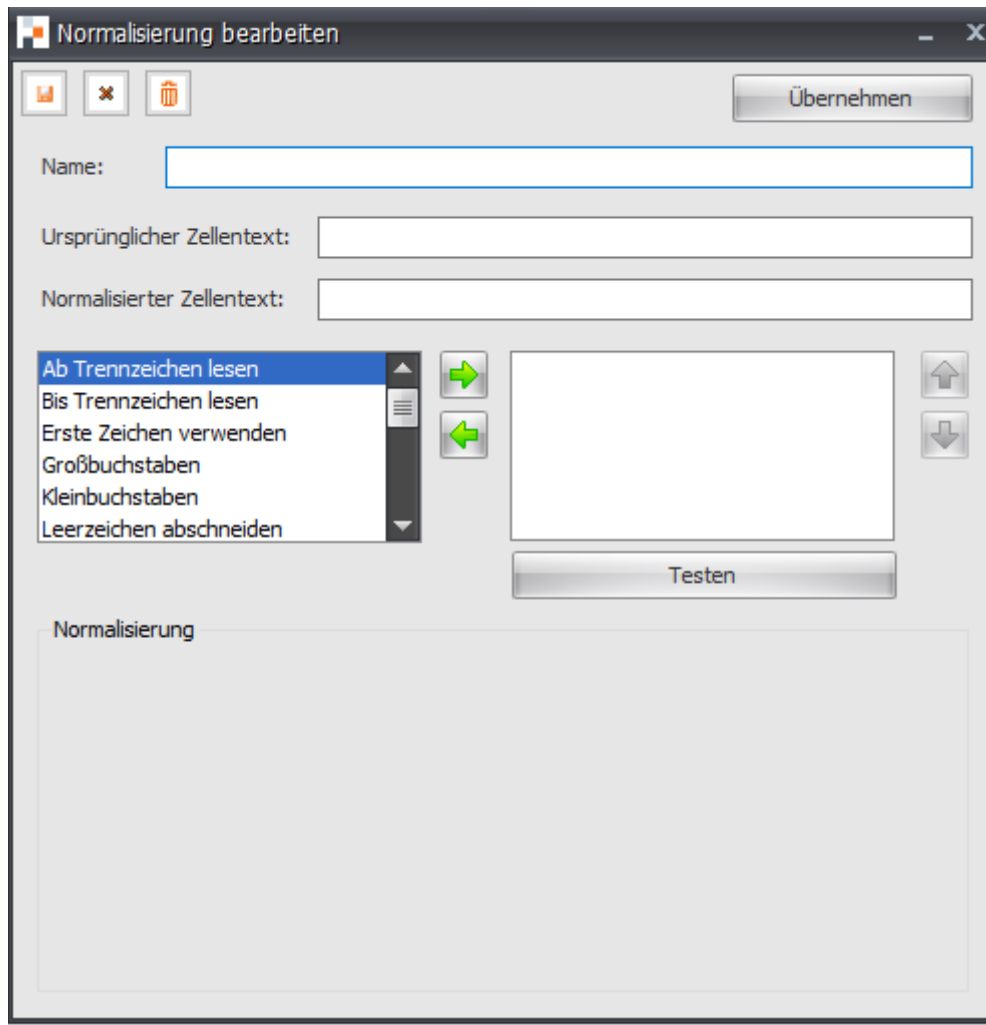 Normalisierung bearbeiten
Übernehmen
Name:
Ursprünglicher Zellentext:
Normalisierter Zellentext:
Ab Trennzeichen lesen
Bis Trennzeichen lesen
Erste Zeichen verwenden
Großbuchstaben
Kleinbuchstaben
Leerzeichen abschneiden
Testen
Normalisierung